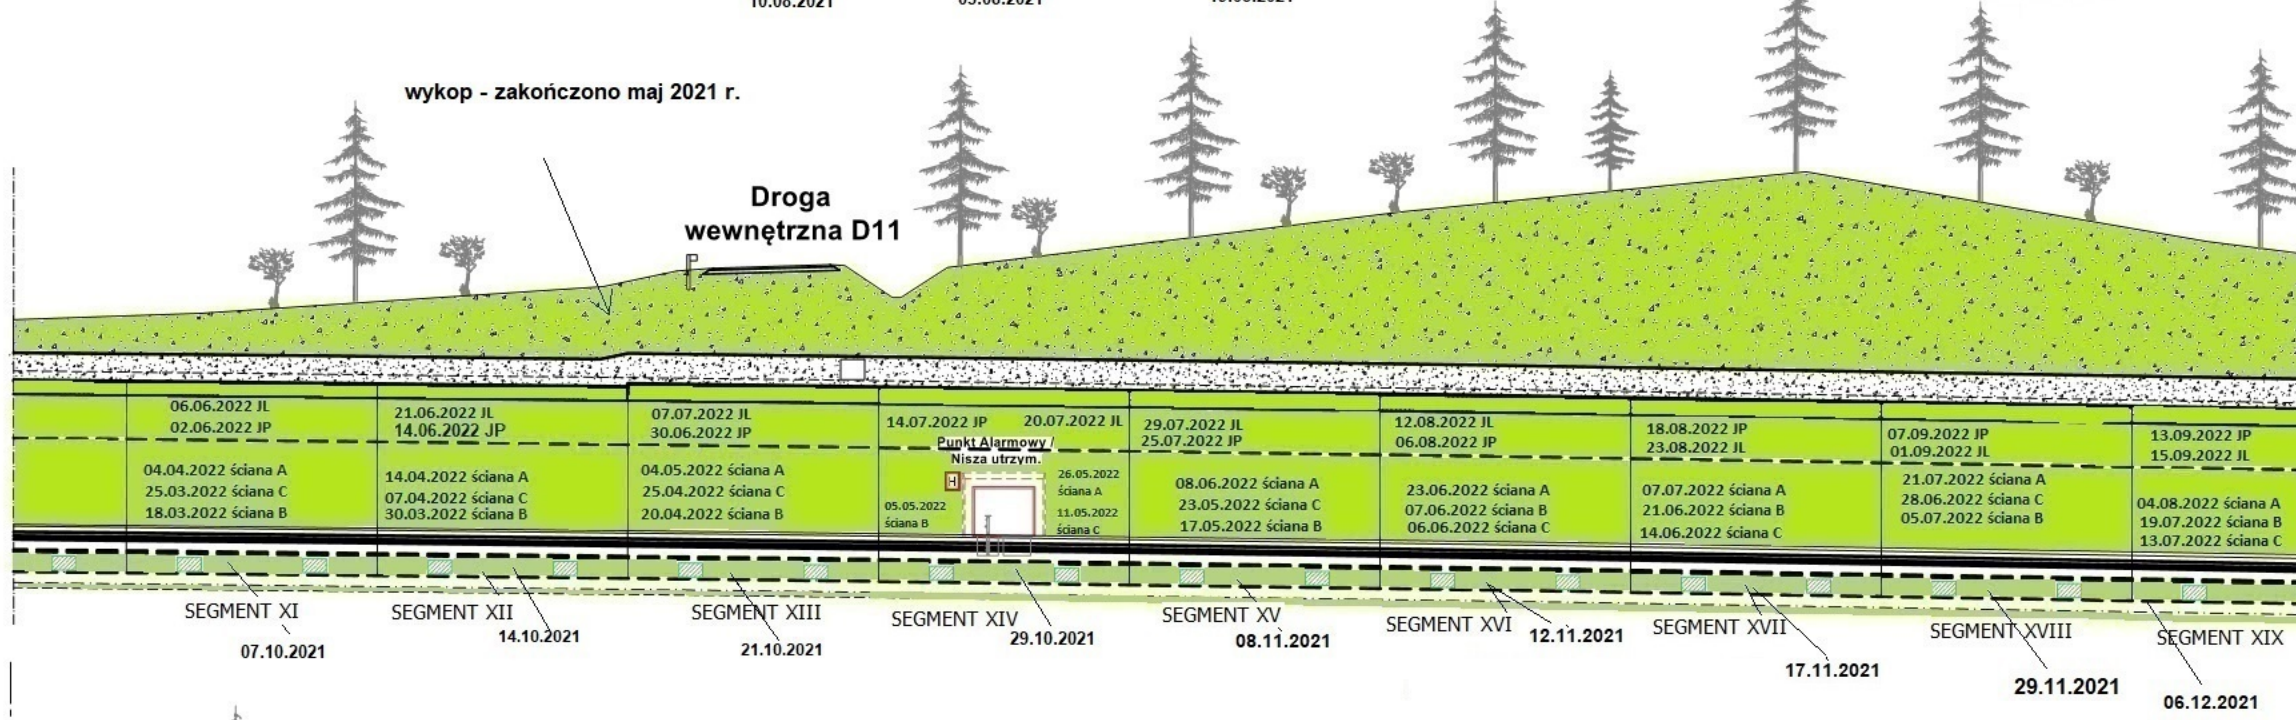 10.08.2021
wykop - zakończono maj 2021 r.
Droga
wewnętrzna D11
06.06.2022 JL
02.06.2022 JP
04.04.2022 ściana A
25.03.2022 ściana C
18.03.2022 ściana B
21.06.2022 JL
14.06.2022 JP
14.04.2022 ściana A
07.04.2022 ściana C
30.03.2022 ściana B
07.07.2022 JL
30.06.2022 JP
04.05.2022 ściana A
25.04.2022 ściana C
20.04.2022 ściana B
14.07.2022 JP
20.07.2022 JL
Punkt Alarmowy /
Nisza utrzym.
H
05.05.2022
ściana B
26.05.2022
ściana A
11.05.2022
ściana C
29.07.2022 JL
25.07.2022 JP
08.06.2022 ściana A
23.05.2022 ściana C
17.05.2022 ściana B
12.08.2022 JL
06.08.2022 JP
23.06.2022 ściana A
07.06.2022 ściana B
06.06.2022 ściana C
18.08.2022 JP
23.08.2022 JL
07.07.2022 ściana A
21.06.2022 ściana B
14.06.2022 ściana C
07.09.2022 JP
01.09.2022 JL
21.07.2022 ściana A
28.06.2022 ściana C
05.07.2022 ściana B
13.09.2022 JP
15.09.2022 JL
04.08.2022 ściana A
19.07.2022 ściana B
13.07.2022 ściana C
SEGMENT XI
07.10.2021
SEGMENT XII
14.10.2021
SEGMENT XIII
21.10.2021
SEGMENT XIV
29.10.2021
SEGMENT XV
08.11.2021
SEGMENT XVI
12.11.2021
SEGMENT XVII
17.11.2021
SEGMENT XVIII
29.11.2021
SEGMENT XIX
06.12.2021